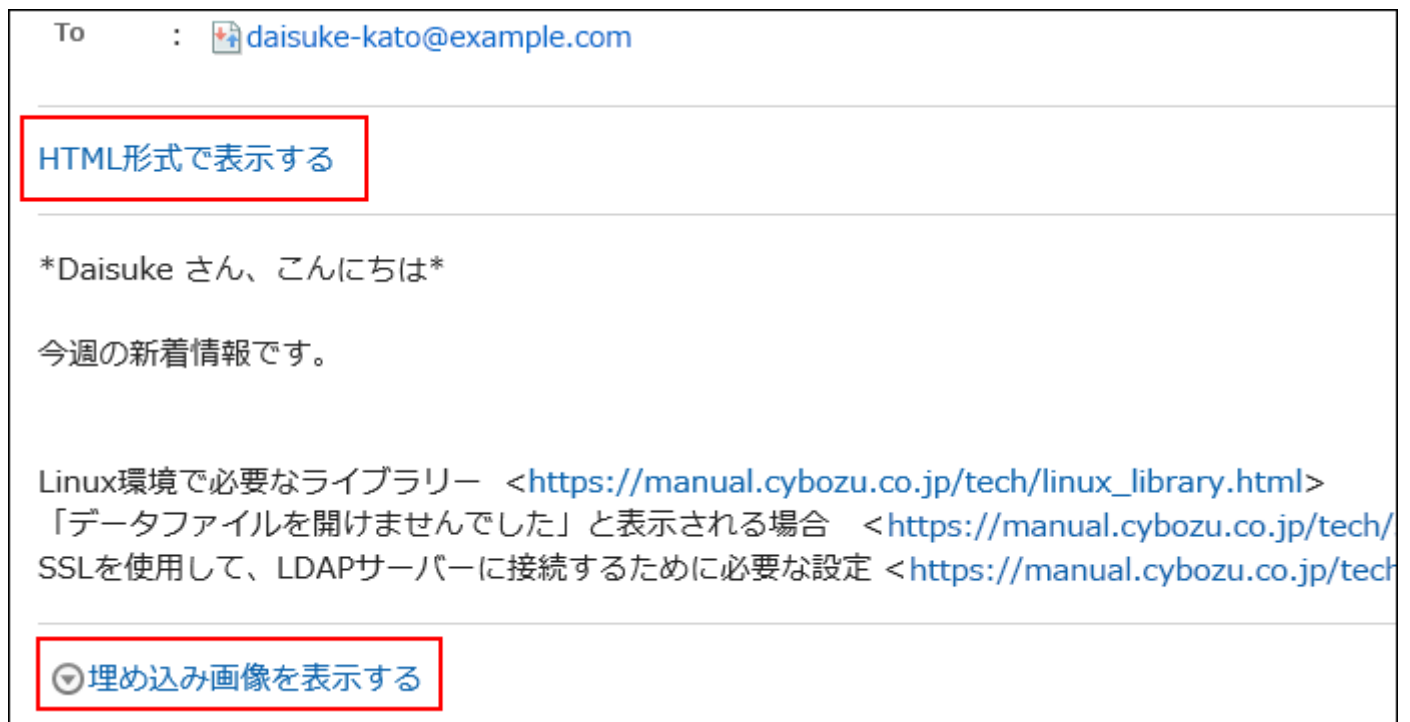 To : daisuke-kato@example.com
HTML形式で表示する
*Daisuke さん、こんにちは*
今週の新着情報です。
Linux環境で必要なライブラリー <https://manual.cybozu.co.jp/tech/linux_library.html>
「データファイルを開けませんでした」と表示される場合 <https://manual.cybozu.co.jp/tech/
SSLを使用して、LDAPサーバーに接続するために必要な設定 <https://manual.cybozu.co.jp/tech
埋め込み画像を表示する